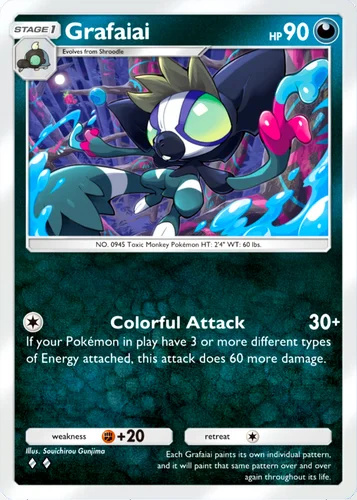 STAGE 1
Grafaiai
HP 90
Evolves from Shroodle
NO. 0945 Toxic Monkey Pokémon HT: 2'4" WT: 60 lbs.
Colorful Attack 30+
If your Pokémon in play have 3 or more different types
of Energy attached, this attack does 60 more damage.
weakness +20 retreat
Illus. Souichirou Gunjima
Each Grafaiai paints its own individual pattern,
and it will paint that same pattern over and over
again throughout its life.